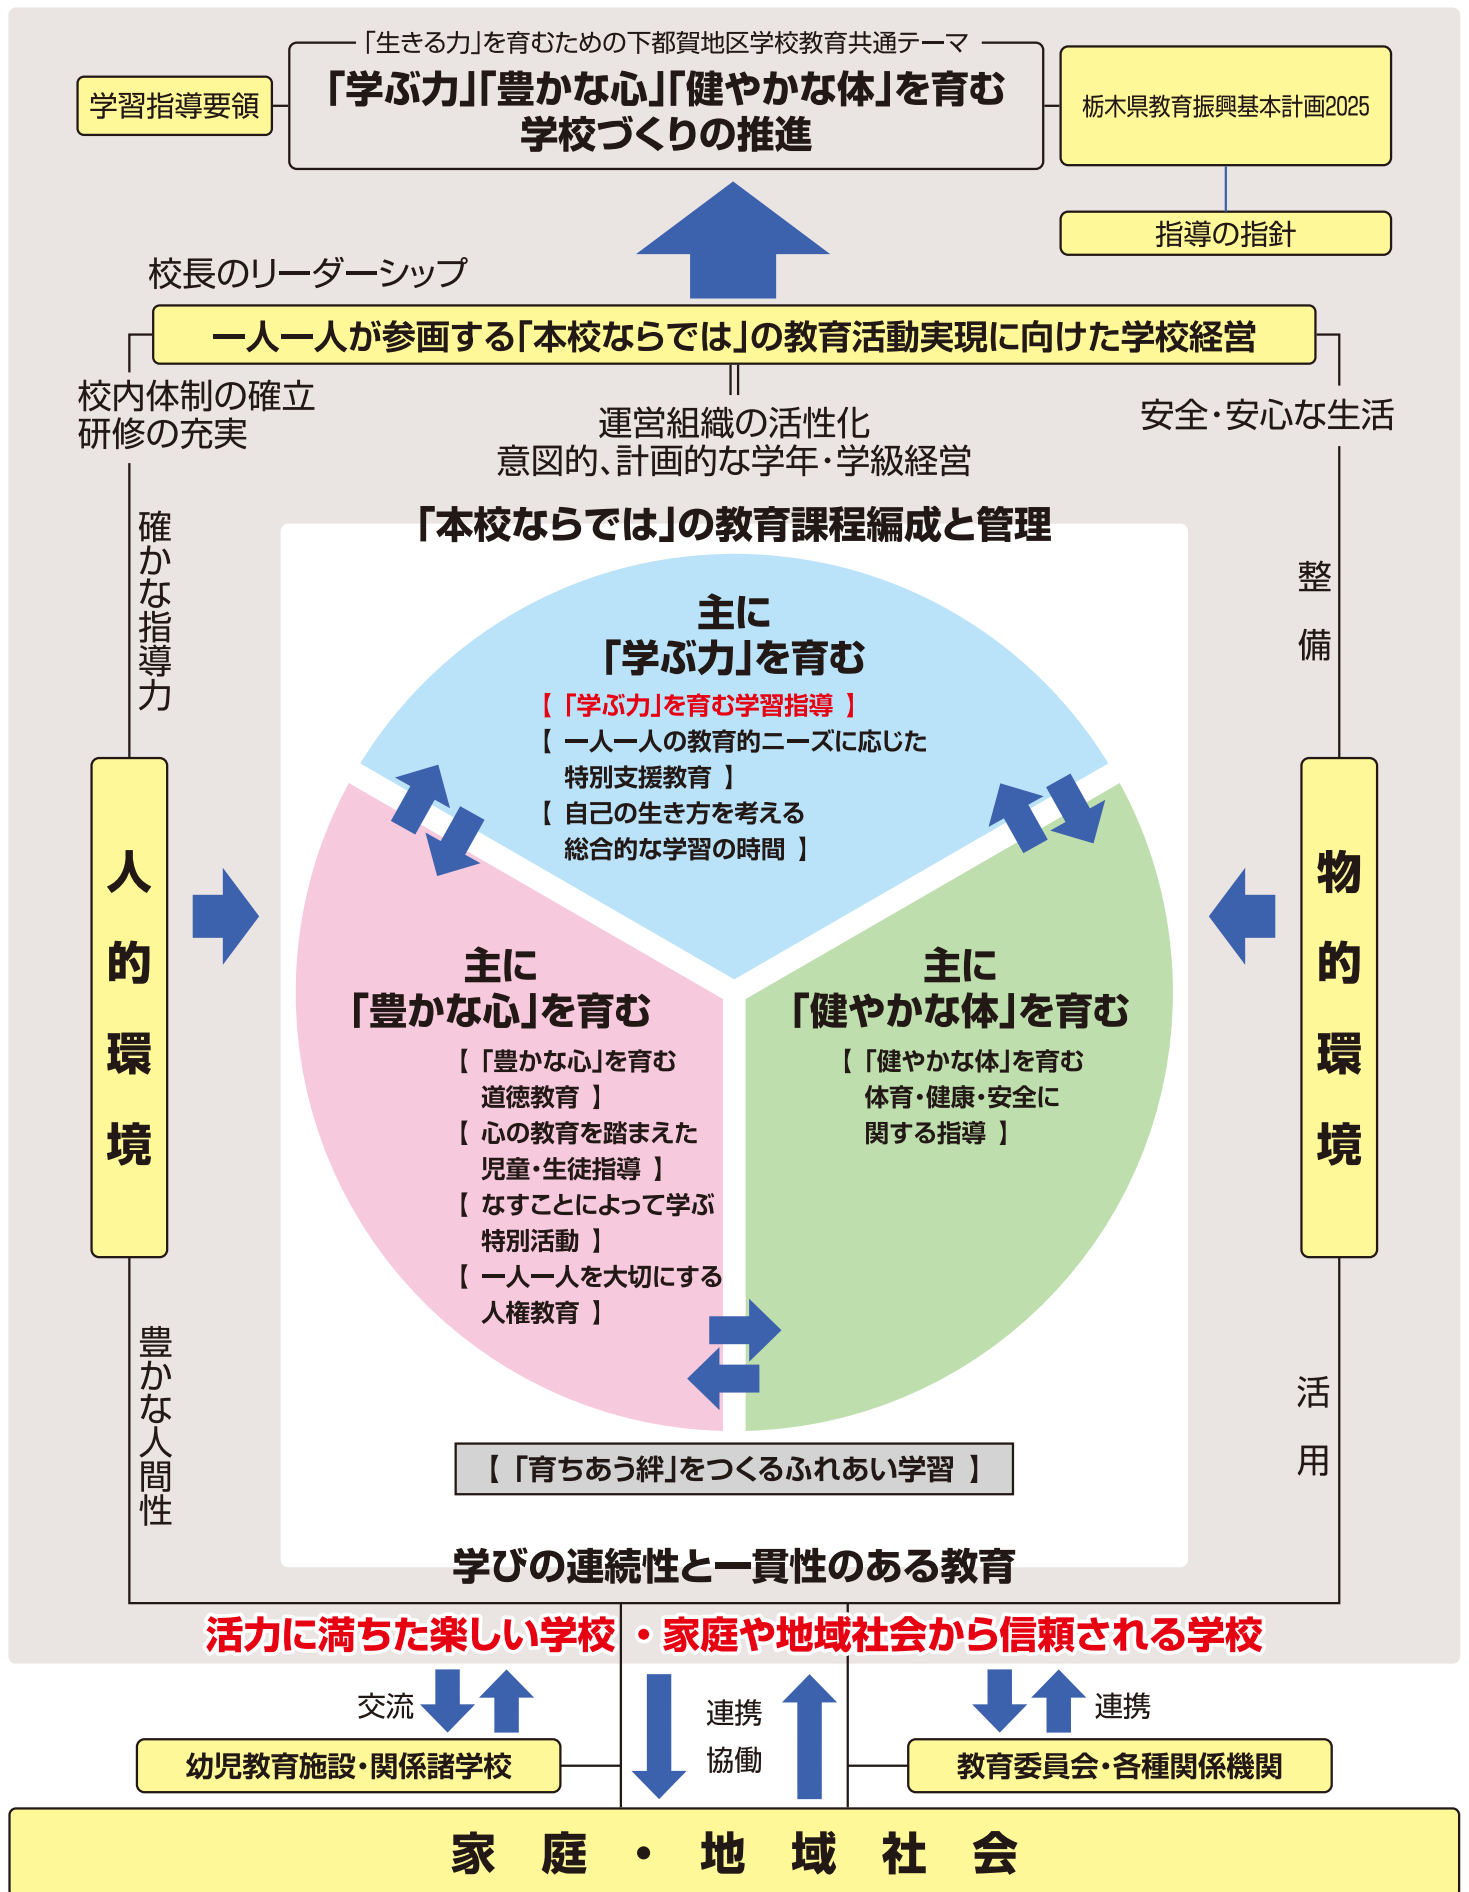 「生きる力」を育むための下都賀地区学校教育共通テーマ
「学ぶ力」「豊かな心」「健やかな体」を育む
学校づくりの推進
学習指導要領
栃木県教育振興基本計画2025
指導の指針
校長のリーダーシップ
一人一人が参画する「本校ならでは」の教育活動実現に向けた学校経営
校内体制の確立
研修の充実
運営組織の活性化
意図的、計画的な学年・学級経営
安全・安心な生活
確かな指導力
整備
「本校ならでは」の教育課程編成と管理
主に
「学ぶ力」を育む
【「学ぶ力」を育む学習指導 】
【 一人一人の教育的ニーズに応じた
特別支援教育 】
【 自己の生き方を考える
総合的な学習の時間 】
人的環境
物的環境
主に
「豊かな心」を育む
【「豊かな心」を育む
道徳教育 】
【 心の教育を踏まえた
児童・生徒指導 】
【 なすことによって学ぶ
特別活動 】
【 一人一人を大切にする
人権教育 】
主に
「健やかな体」を育む
【「健やかな体」を育む
体育・健康・安全に
関する指導 】
豊かな人間性
活用
【「育ちあう絆」をつくるふれあい学習 】
学びの連続性と一貫性のある教育
活力に満ちた楽しい学校 ・家庭や地域社会から信頼される学校
交流
連携
協働
連携
幼児教育施設・関係諸学校
教育委員会・各種関係機関
家庭・地域社会